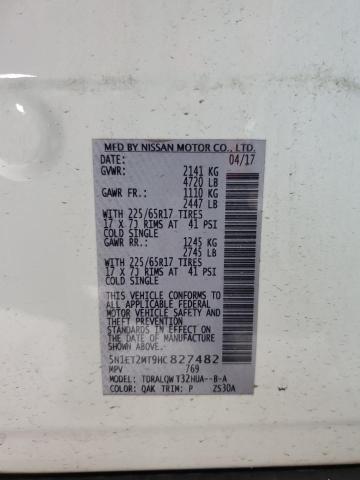 MFD BY NISSAN MOTOR CO., LTD.
DATE: 04/17
GVWR: 2141 KG
4720 LB
GAWR FR.: 1110 KG
2447 LB
WITH 225/65R17 TIRES
17 X 7J RIMS AT 41 PSI
COLD SINGLE
GAWR RR.: 1245 KG
2745 LB
WITH 225/65R17 TIRES
17 X 7J RIMS AT 41 PSI
COLD SINGLE
THIS VEHICLE CONFORMS TO ALL
APPLICABLE FEDERAL
MOTOR VEHICLE SAFETY AND
THEFT PREVENTION
STANDARDS IN EFFECT ON
THE DATE OF MANUFACTURE
SHOWN ABOVE.
5N1ET2MT9HC827482
MPV /769
MODEL: TDRALQW T32HUA--B-A
COLOR: QAK TRIM: P ZS30A